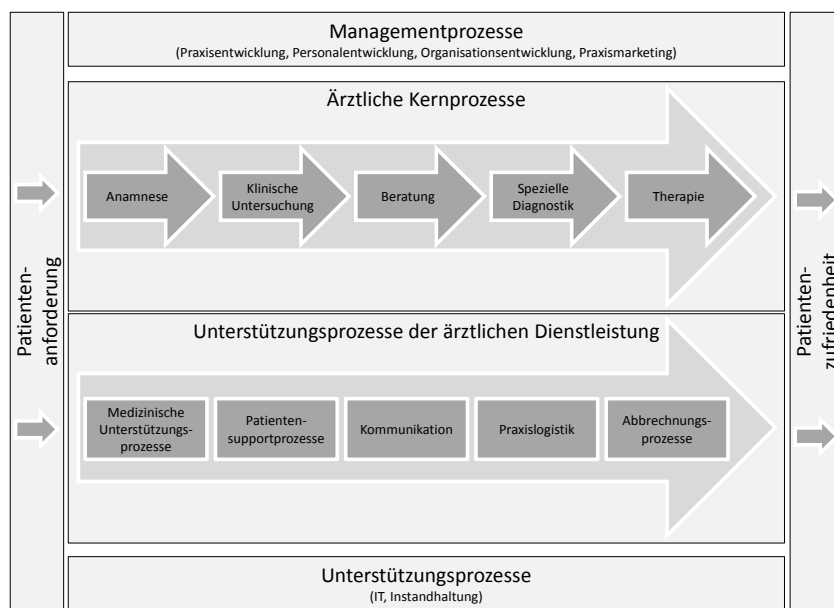 Managementprozesse
(Praxisentwicklung, Personalentwicklung, Organisationsentwicklung, Praxismarketing)
Patienten-
anforderung
Ärztliche Kernprozesse
Anamnese
Klinische
Untersuchung
Beratung
Spezielle
Diagnostik
Therapie
Unterstützungsprozesse der ärztlichen Dienstleistung
Medizinische
Unterstützungs-
prozesse
Patienten-
supportprozesse
Kommunikation
Praxislogistik
Abbrechnungs-
prozesse
Patienten-
zufriedenheit
Unterstützungsprozesse
(IT, Instandhaltung)